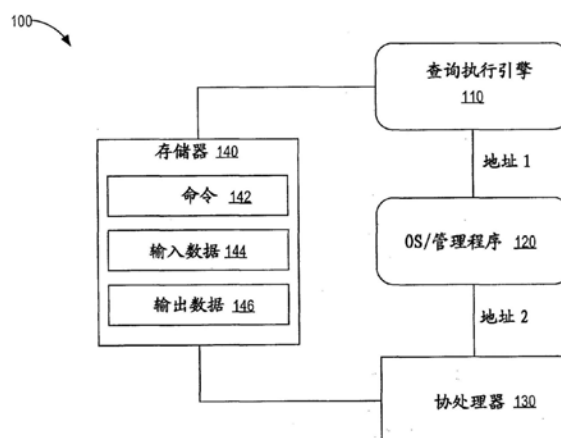 100
查询执行引擎
110
存储器 140
命令 142
输入数据 144
输出数据 146
地址 1
OS/管理程序 120
地址 2
协处理器 130